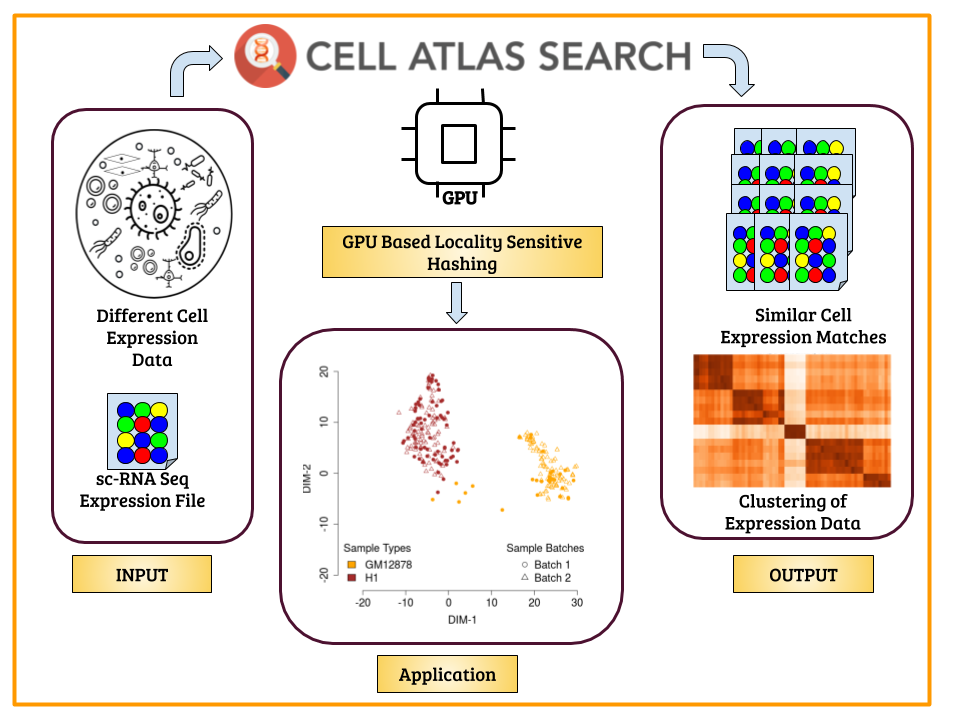 CELL ATLAS SEARCH
Different Cell
Expression
Data
sc-RNA Seq
Expression File
INPUT
GPU
GPU Based Locality Sensitive
Hashing
20
10
0
-10
-20
DIM-2
Sample Types
GM12878
H1
Sample Batches
Batch 1
Batch 2
-20 -10 0 10 20 30
DIM-1
Application
Similar Cell
Expression Matches
Clustering of
Expression Data
OUTPUT